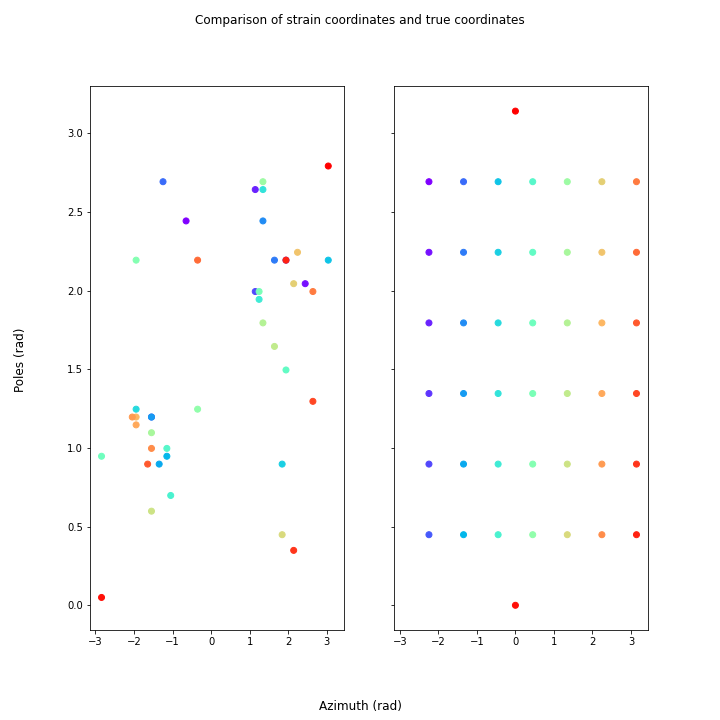 Comparison of strain coordinates and true coordinates
3.0
2.5
2.0
1.5
1.0
0.5
0.0
Poles (rad)
−3 −2 −1 0 1 2 3
−3 −2 −1 0 1 2 3
Azimuth (rad)